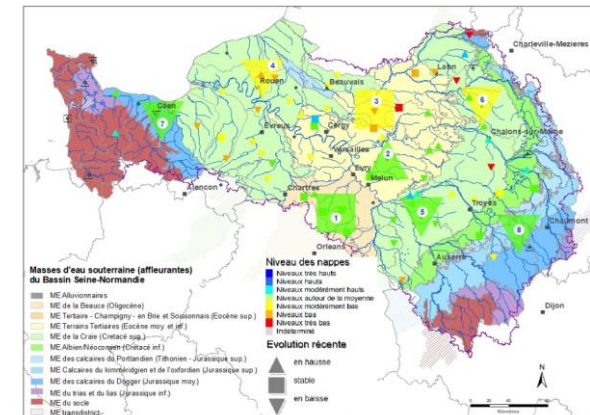 Charleville-Mezieres
4
Rouen
Beauvais
Laon
Caen
7
3
6
Evreux
Cergy
Chalons-sur-Marne
Versailles
2
Evry
Melun
Alençon
Chartres
Troyes
1
5
Chaumont
8
Orleans
Auxerre
Dijon
Masses d'eau souterraine (affleurantes)
du Bassin Seine-Normandie
ME Alluvionnaires
ME de la Beauce (Oligocène)
ME Tertiaire - Champigny - en Brie et Soissonnais (Eocène sup.)
ME Terrains Tertiaires (Eocène moy. et inf.)
ME de la Craie (Cretacé sup.)
ME Albien/Néocomien (Crétacé inf.)
ME des calcaires du Portlandien (Tithonien - Jurassique sup.)
ME Calcaires du kimméridgien et de l'oxfordien (Jurassique sup.)
ME des calcaires du Dogger (Jurassique moy.)
ME du trias et du lias (Jurassique inf.)
ME du socle
ME transdistrict
Niveau des nappes
Niveaux très hauts
Niveaux hauts
Niveaux modérément hauts
Niveaux autour de la moyenne
Niveaux modérément bas
Niveaux bas
Niveaux très bas
Indéterminé
Evolution récente
en hausse
stable
en baisse
N